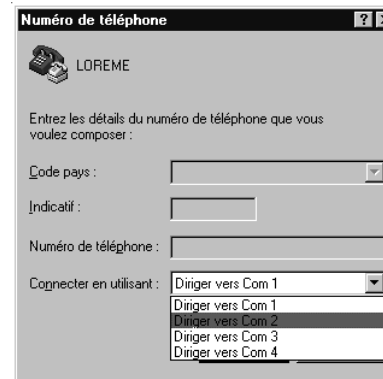 Numéro de téléphone
LOREME
Entrez les détails du numéro de téléphone que vous
voulez composer :
Code pays :
Indicatif :
Numéro de téléphone :
Connecter en utilisant : Diriger vers Com 1
Diriger vers Com 1
Diriger vers Com 2
Diriger vers Com 3
Diriger vers Com 4